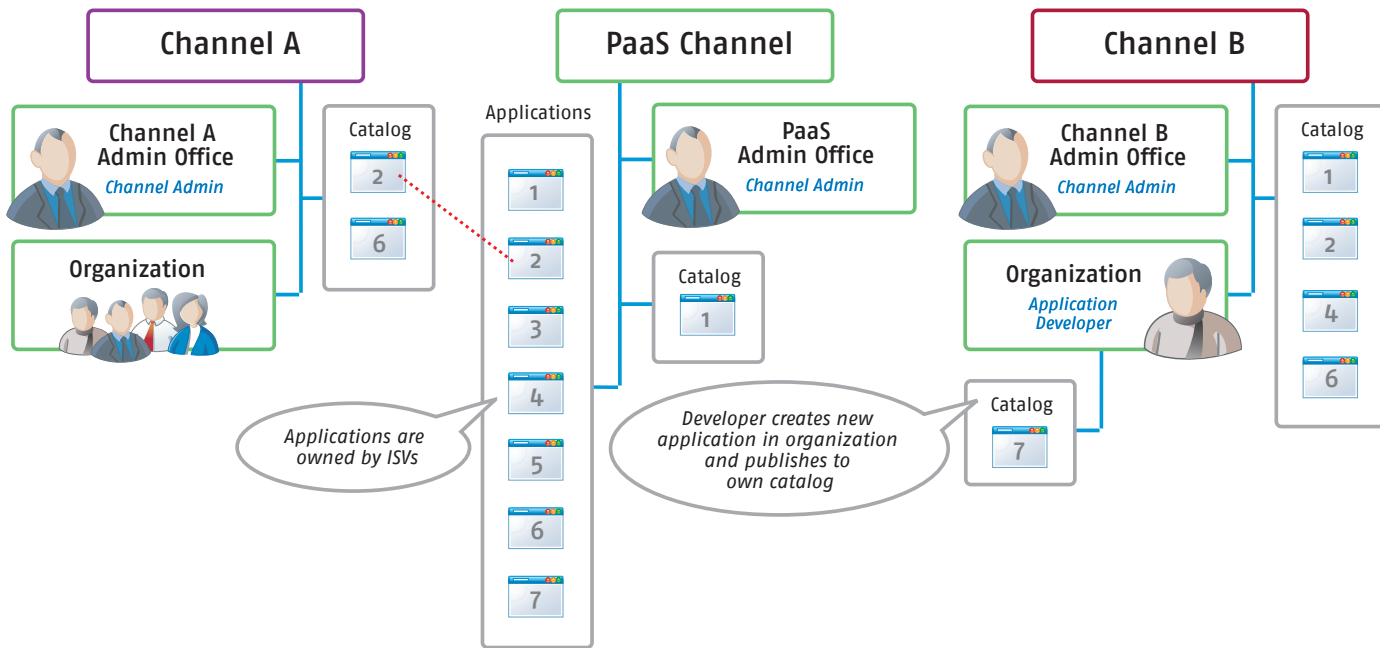 Channel A
Channel A
Admin Office
Channel Admin
Organization
Catalog
2
6
PaaS Channel
Applications
1
2
3
4
5
6
7
Applications are
owned by ISVs
PaaS
Admin Office
Channel Admin
Catalog
1
Channel B
Channel B
Admin Office
Channel Admin
Organization
Application
Developer
Catalog
7
Developer creates new
application in organization
and publishes to
own catalog
Catalog
1
2
4
6